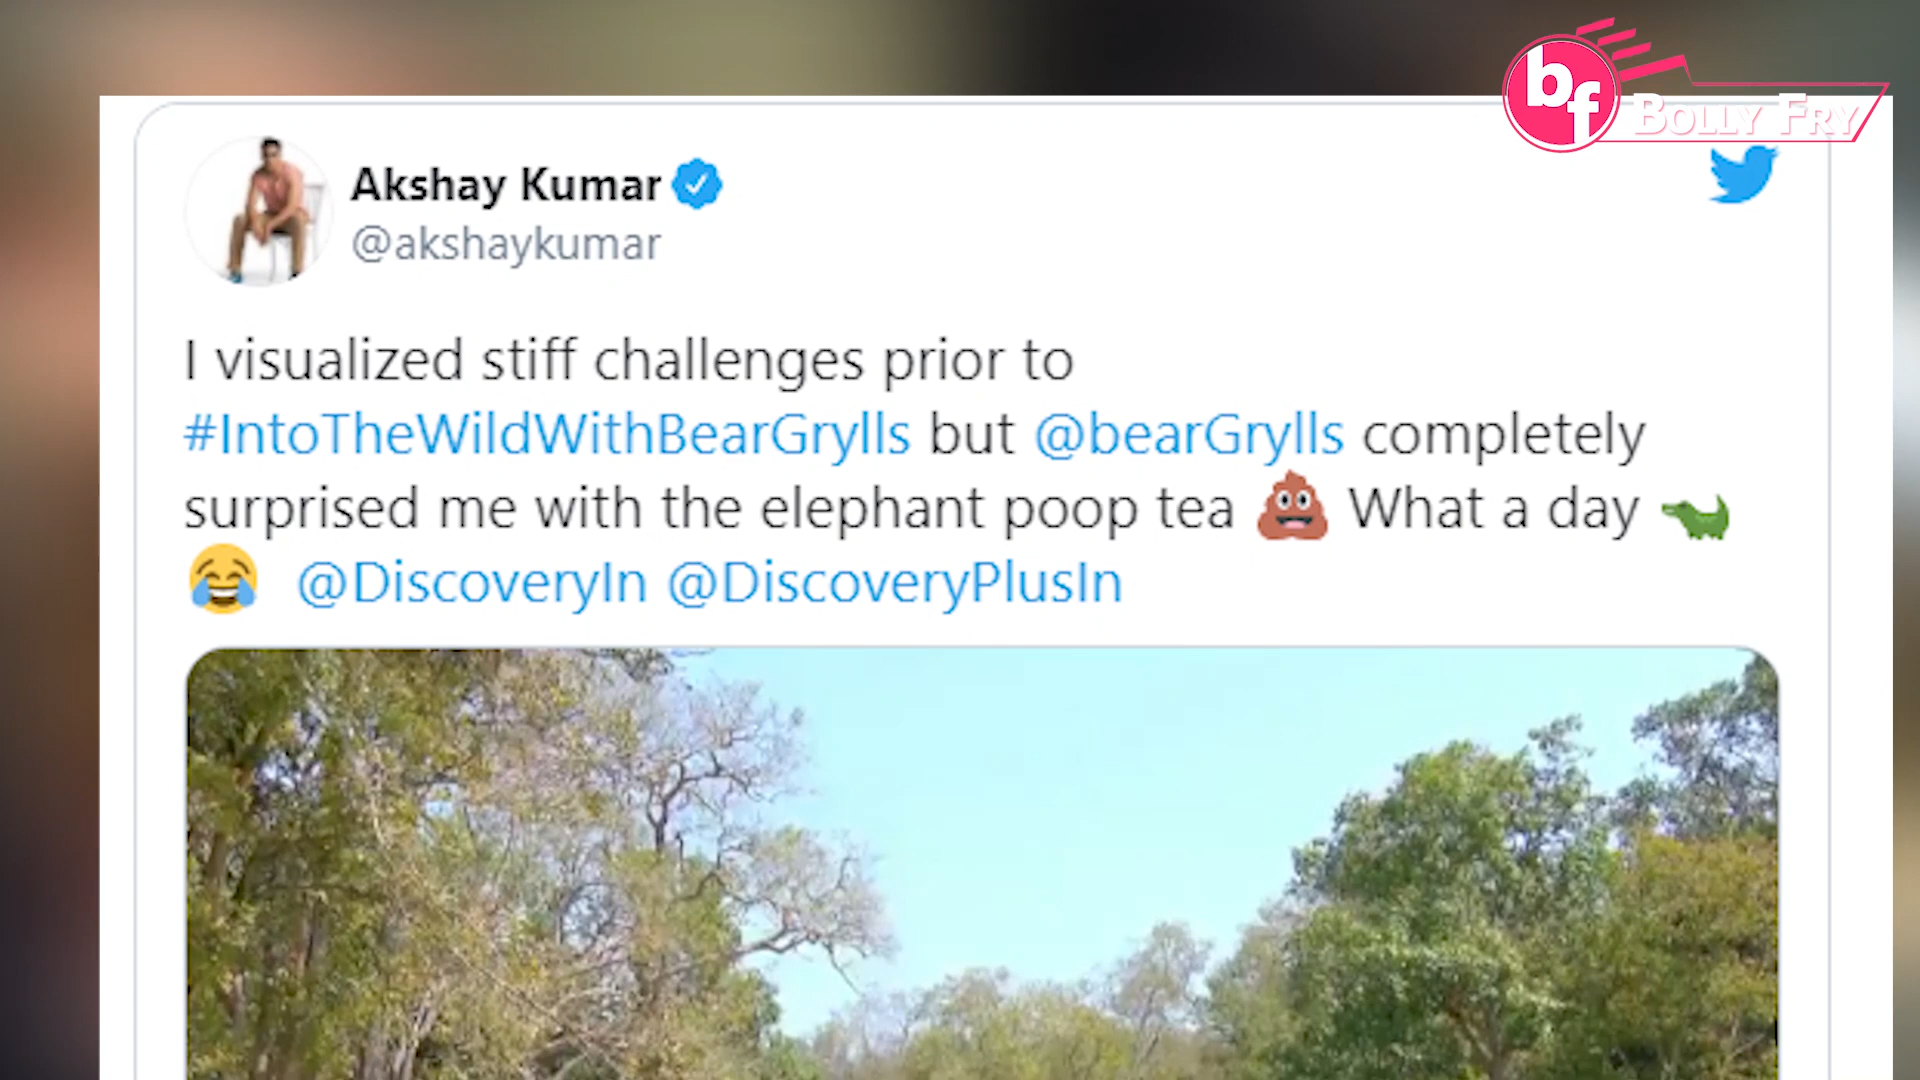 bf BOLLY FRY
Akshay Kumar
@akshaykumar
I visualized stiff challenges prior to
#IntoTheWildWithBearGrylls but @bearGrylls completely
surprised me with the elephant poop tea 💩 What a day 🐊
😂 @DiscoveryIn @DiscoveryPlusIn